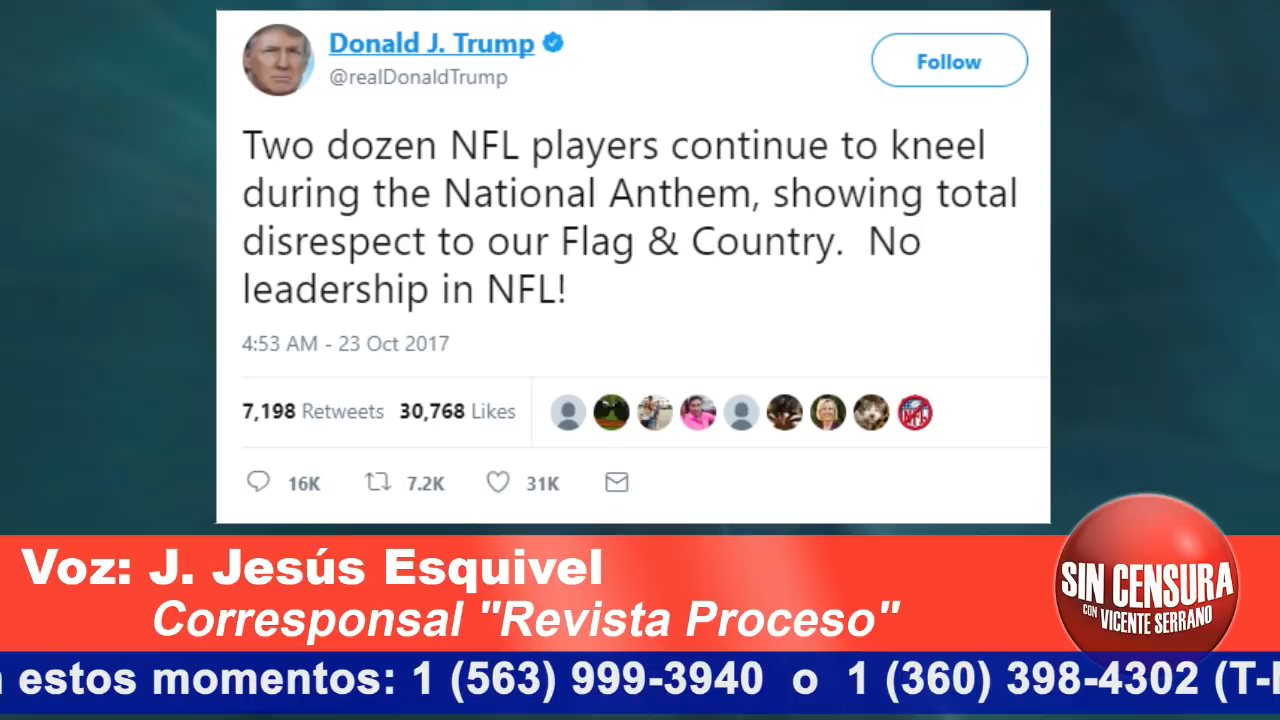 Donald J. Trump
@realDonaldTrump
Follow
Two dozen NFL players continue to kneel
during the National Anthem, showing total
disrespect to our Flag & Country. No
leadership in NFL!
4:53 AM - 23 Oct 2017
7,198 Retweets 30,768 Likes
NFL
16K 7.2K 31K
Voz: J. Jesús Esquivel
Corresponsal "Revista Proceso"
SIN CENSURA
CON VICENTE SERRANO
estos momentos: 1 (563) 999-3940 o 1 (360) 398-4302 (T-